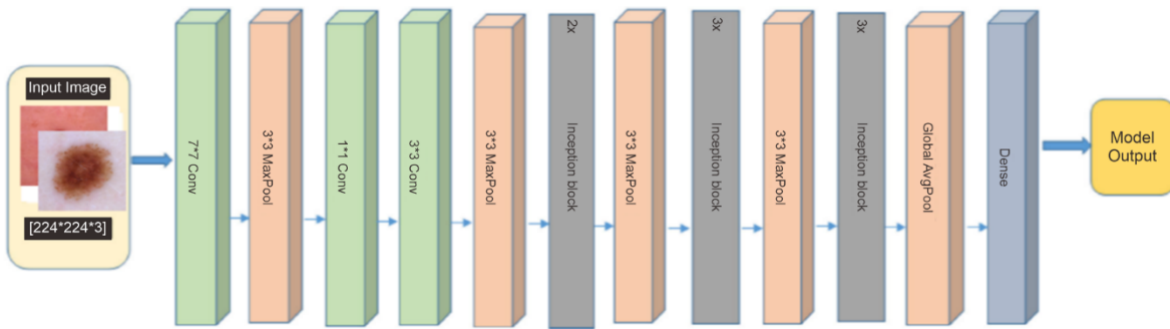 Input Image
[224*224*3]
7*7 Conv
3*3 MaxPool
1*1 Conv
3*3 Conv
3*3 MaxPool
2x
Inception block
3*3 MaxPool
3x
Inception block
3*3 MaxPool
3x
Inception block
Global AvgPool
Dense
Model
Output